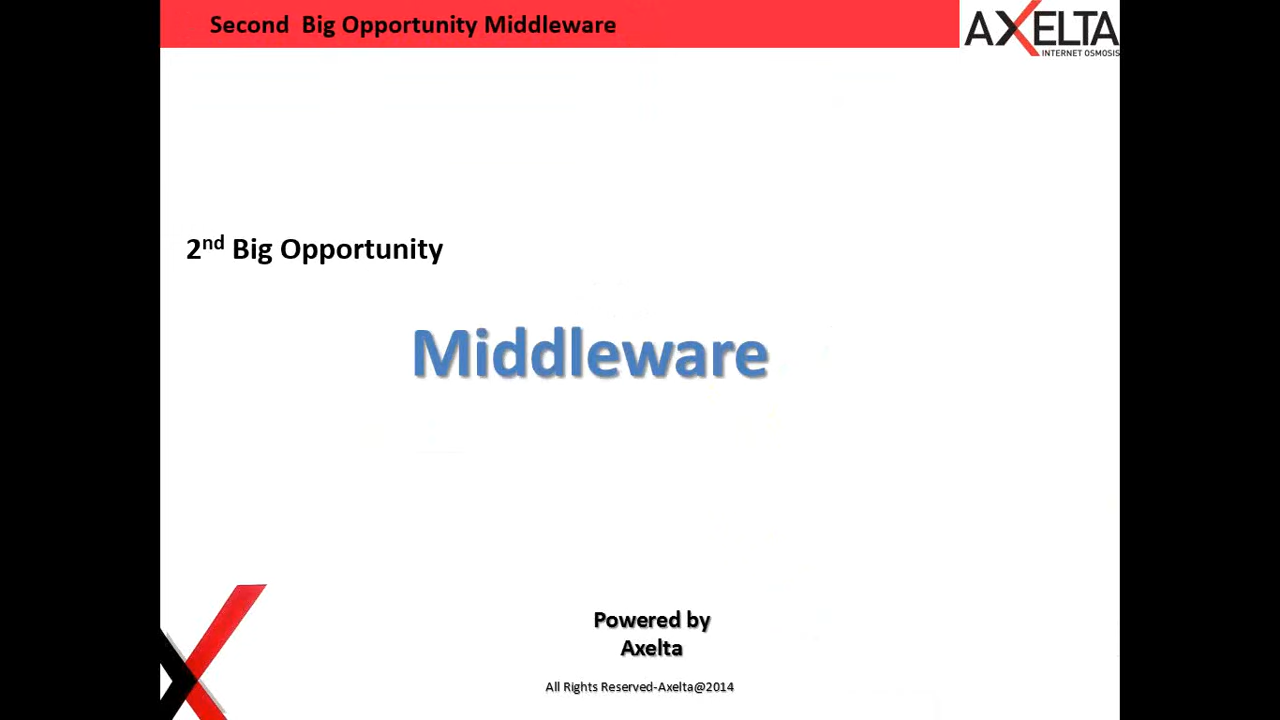 Second  Big Opportunity Middleware
AXELTA
INTERNET OSMOSIS
2nd Big Opportunity
Middleware
Powered by
Axelta
All Rights Reserved-Axelta@2014